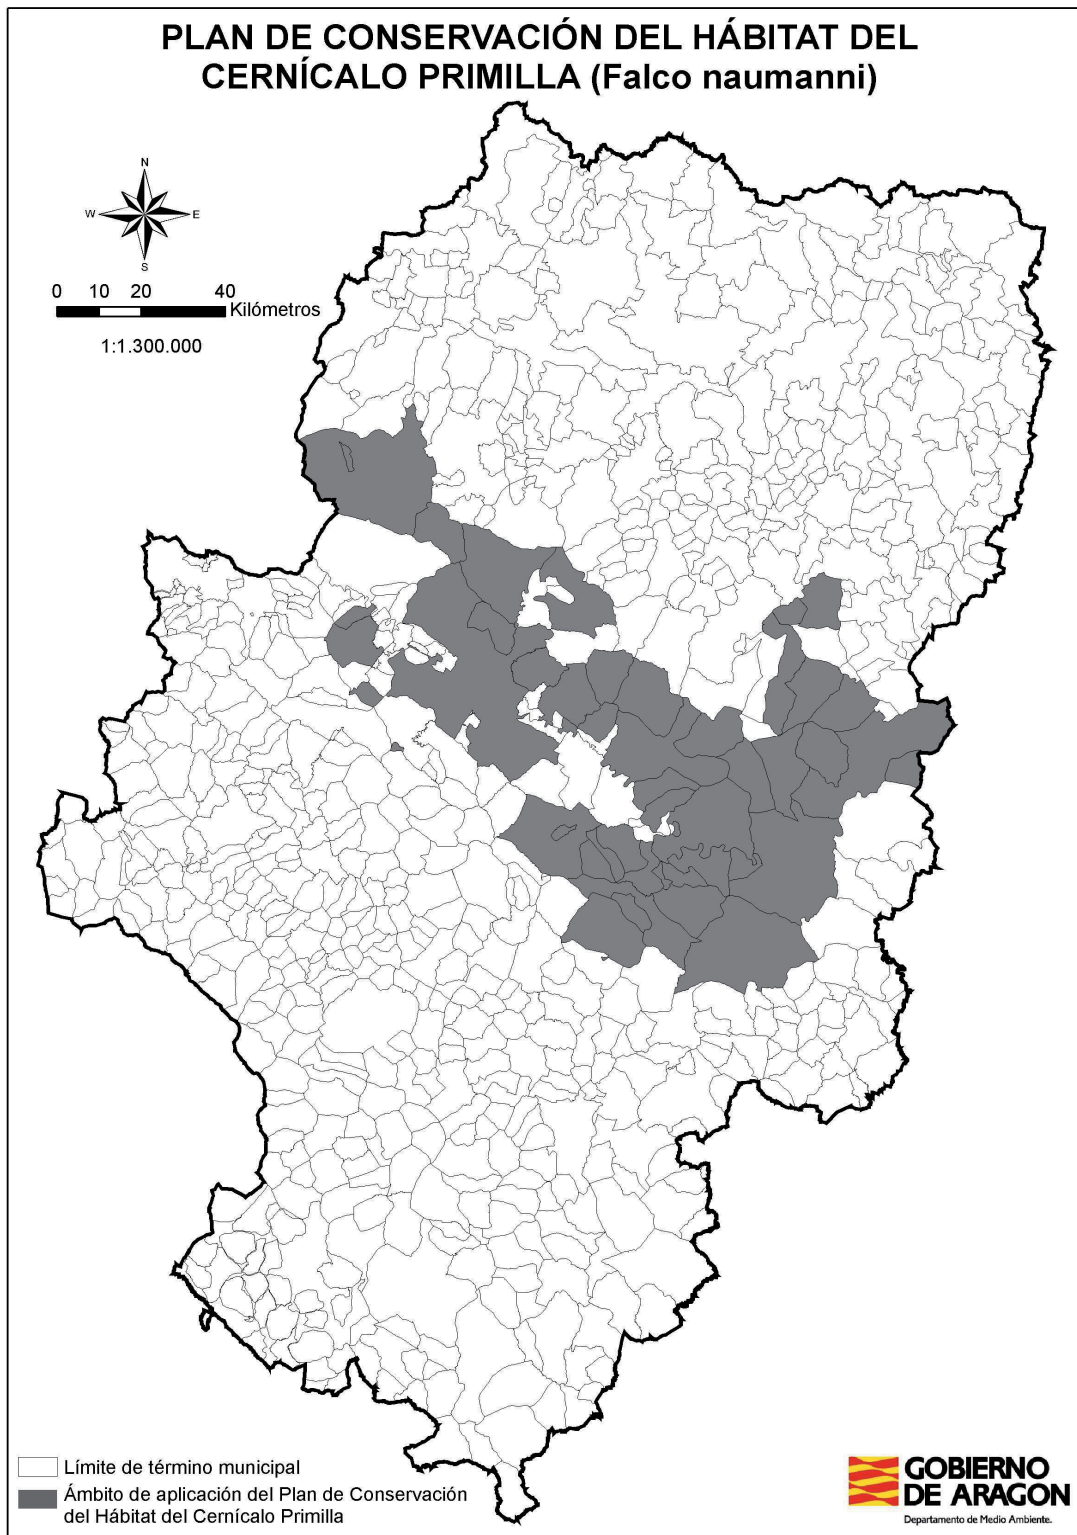 PLAN DE CONSERVACIÓN DEL HÁBITAT DEL
CERNÍCALO PRIMILLA (Falco naumanni)
N
W
E
S
0 10 20 40
Kilómetros
1:1.300.000
Límite de término municipal
Ámbito de aplicación del Plan de Conservación
del Hábitat del Cernícalo Primilla
GOBIERNO
DE ARAGON
Departamento de Medio Ambiente.